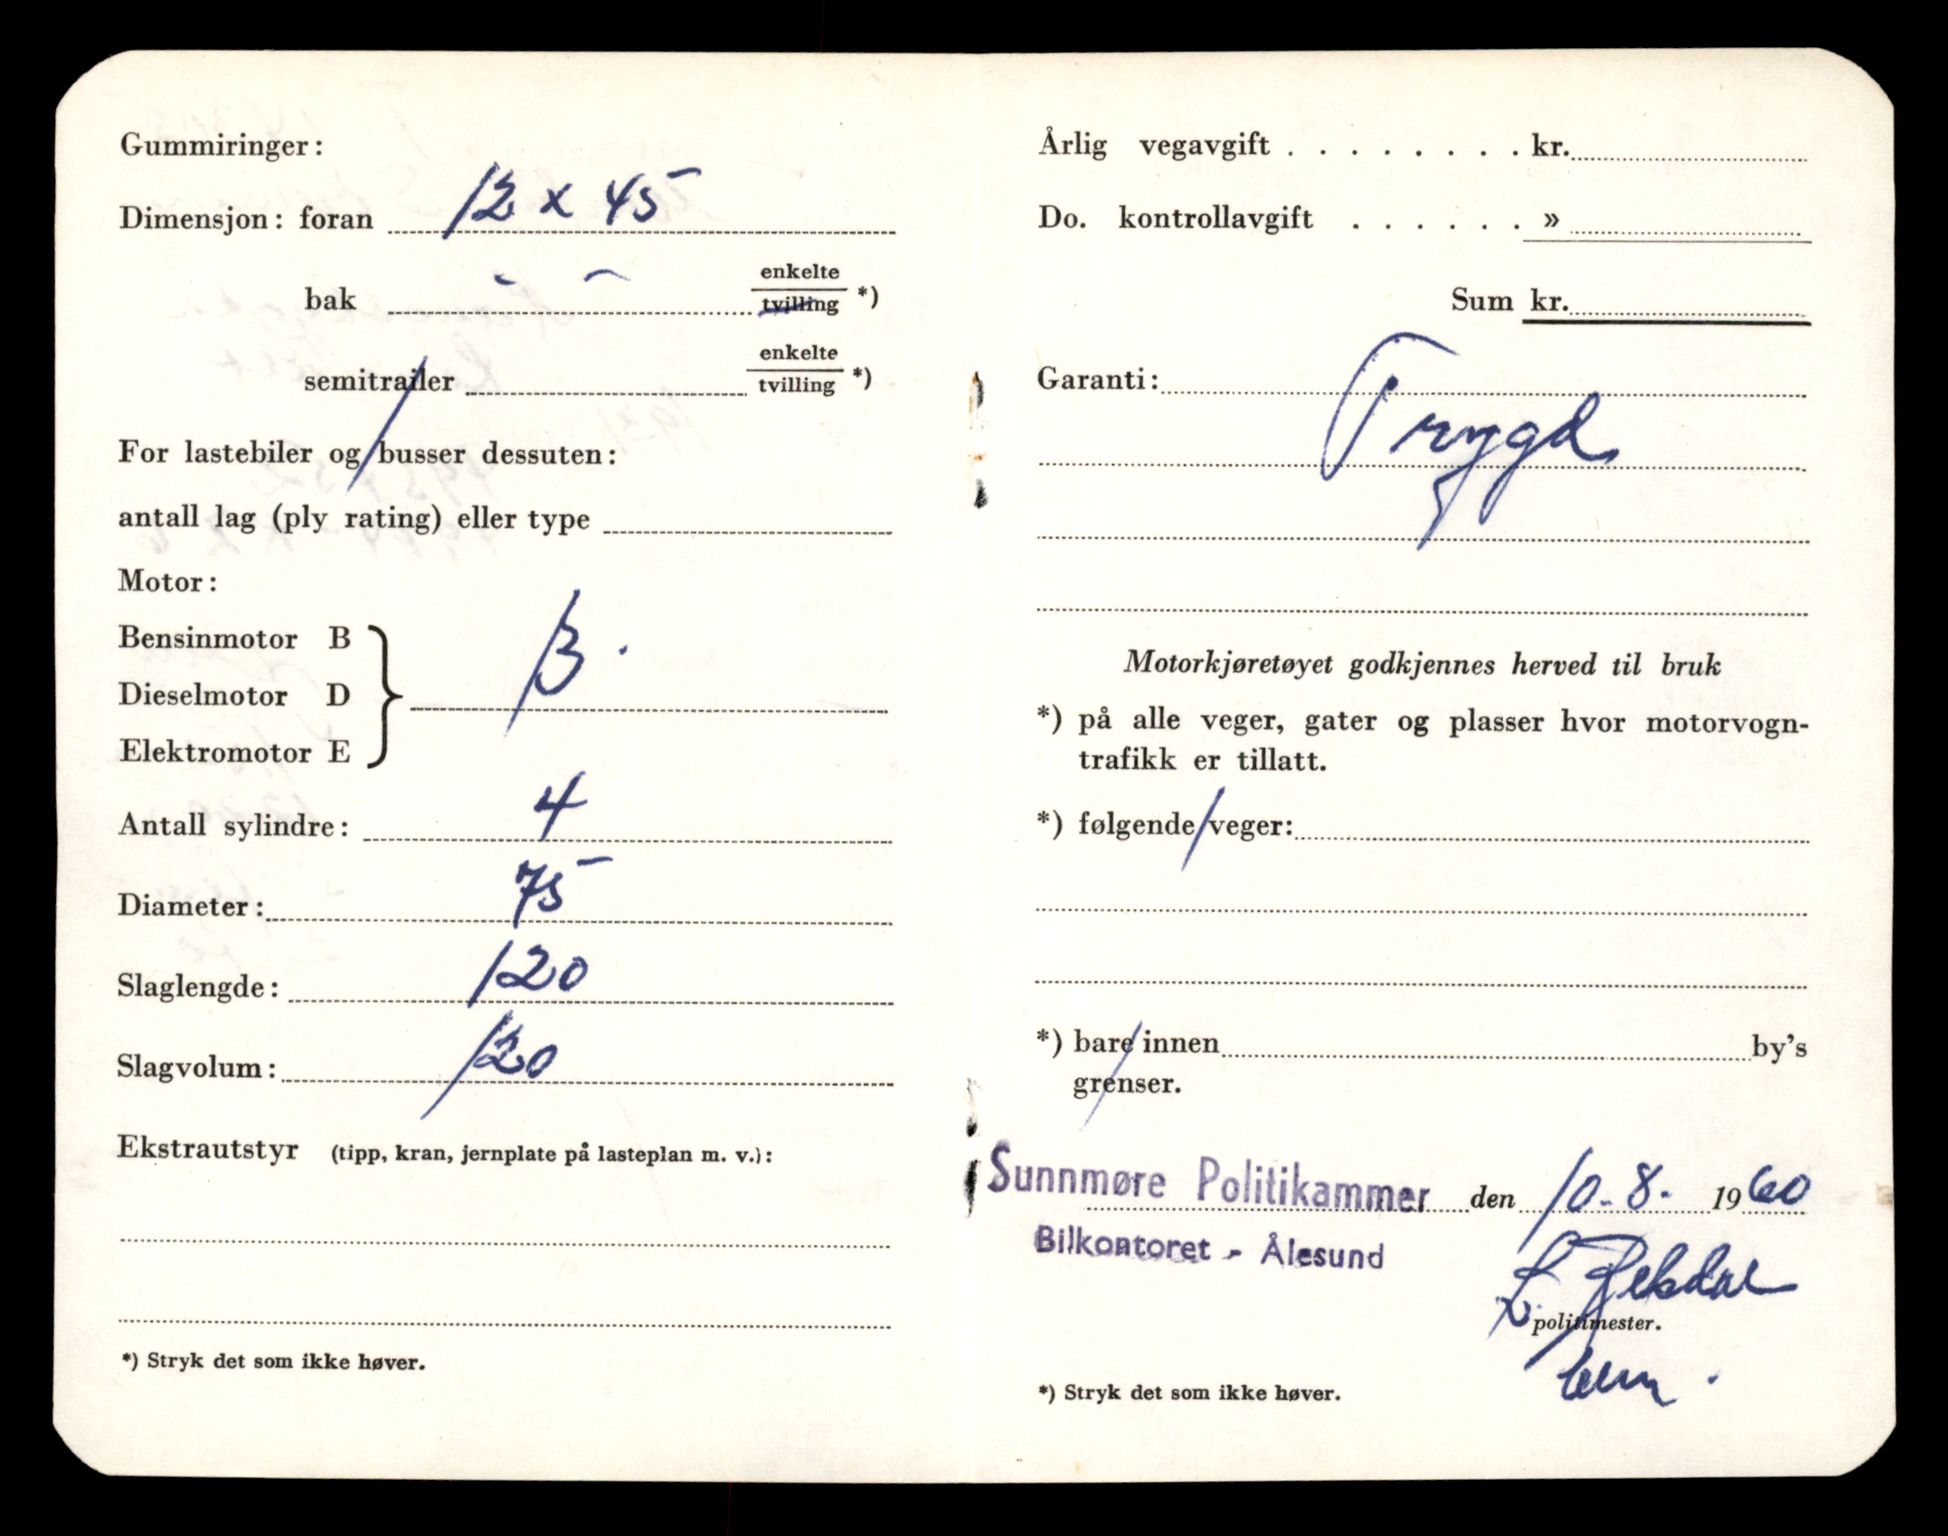 Gummiringer:
Dimensjon: foran 12 x 45
bak - - enkelte
tvilling *)
semitrailer enkelte
tvilling *)
For lastebiler og busser dessuten:
antall lag (ply rating) eller type
Motor:
Bensinmotor B
Dieselmotor D B.
Elektromotor E
Antall sylindre: 4
Diameter: 75
Slaglengde: 120
Slagvolum: 120
Ekstrautstyr (tipp, kran, jernplate på lasteplan m. v.):
*) Stryk det som ikke høver.
Årlig vegavgift . . . . . . . . kr.
Do. kontrollavgift . . . . . . »
Sum kr.
Garanti: Trygd
Motorkjøretøyet godkjennes herved til bruk
*) på alle veger, gater og plasser hvor motorvogn-
trafikk er tillatt.
*) følgende veger:
*) bare innen by's
grenser.
Sunnmøre Politikammer den 10.-8. 1960
Bilkontoret - Ålesund
politimester.
*) Stryk det som ikke høver.